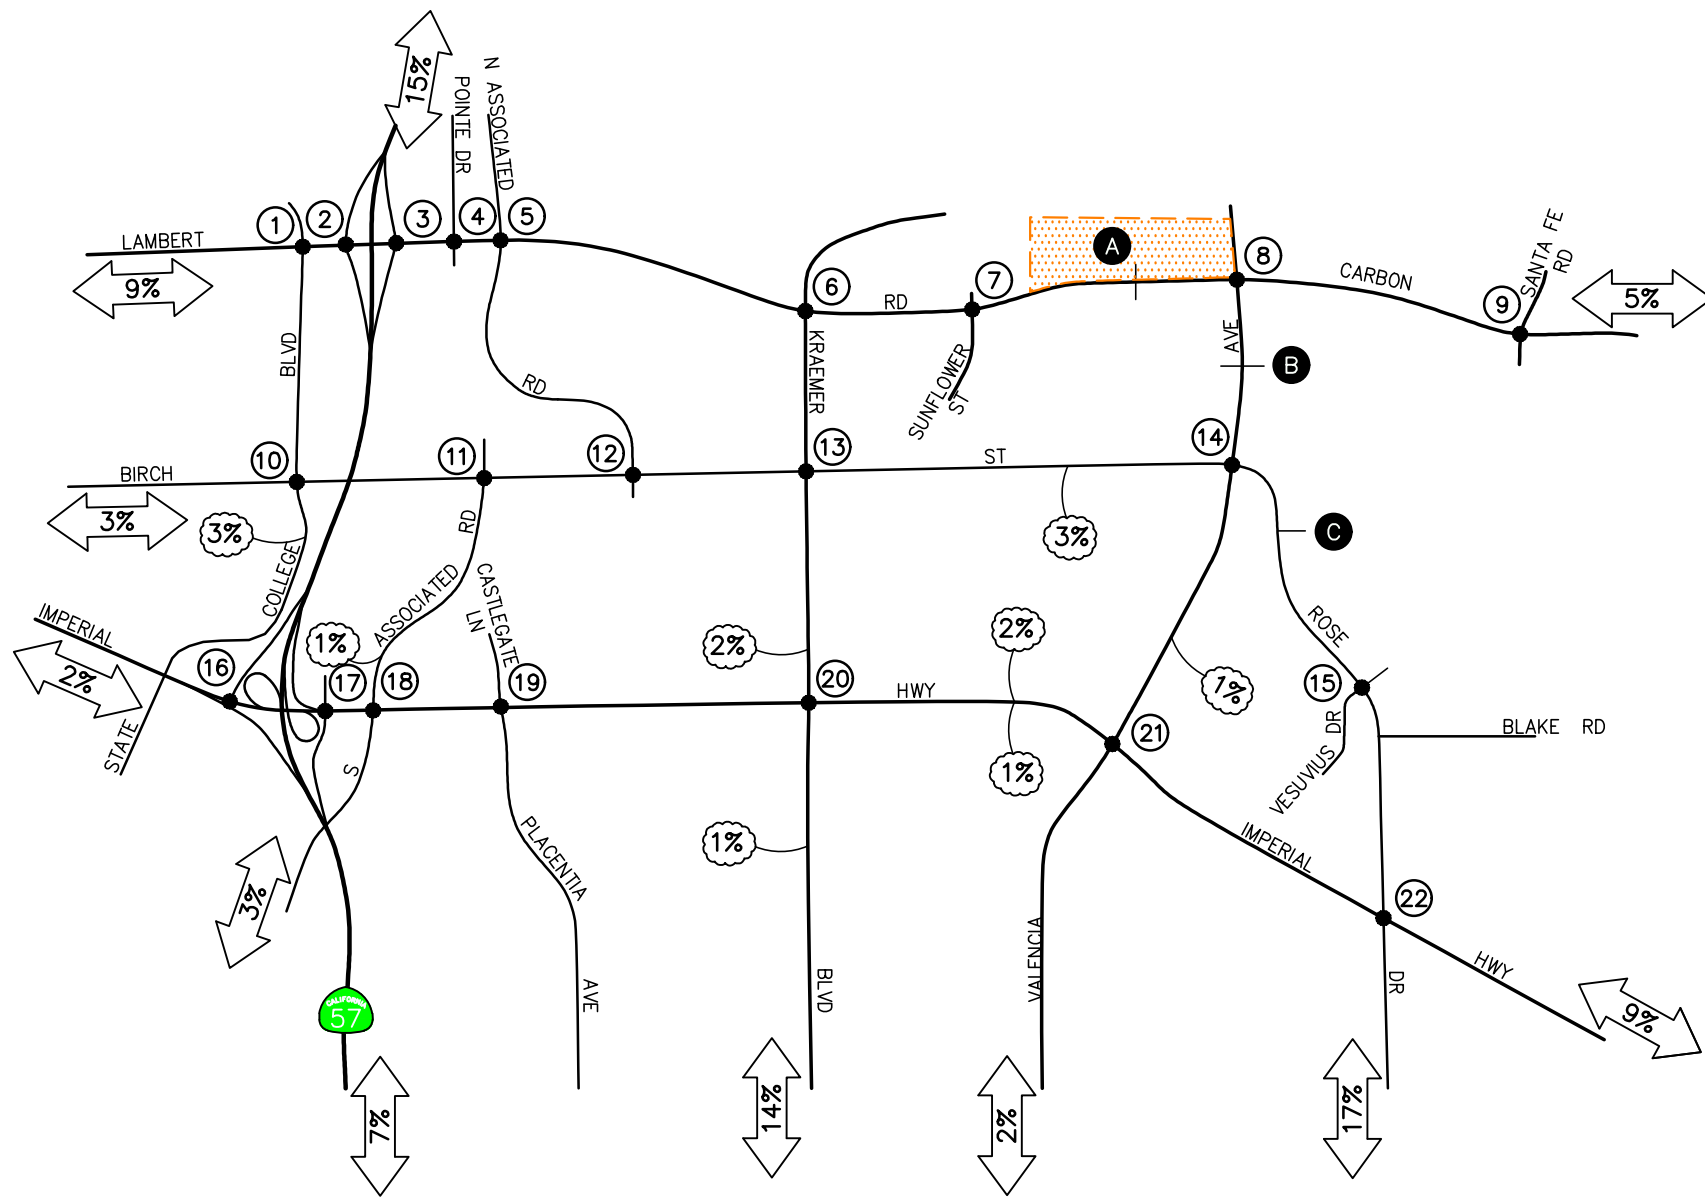 15%
POINTE DR
N ASSOCIATED
1
2
3
4
5
LAMBERT
9%
6
RD
7
A
8
CARBON
9
SANTA FE
RD
5%
BLVD
RD
KRAEMER
SUNFLOWER
ST
AVE
B
10
11
12
13
14
BIRCH
ST
3%
3%
RD
3%
C
COLLEGE
ASSOCIATED
CASTLEGATE
LN
IMPERIAL
2%
1%
2%
2%
ROSE
16
17
18
19
20
HWY
1%
15
STATE
S
21
1%
VESUVIUS DR
BLAKE RD
PLACENTIA
1%
IMPERIAL
3%
22
VALENCIA
HWY
CALIFORNIA
57
AVE
BLVD
DR
9%
7%
14%
2%
17%